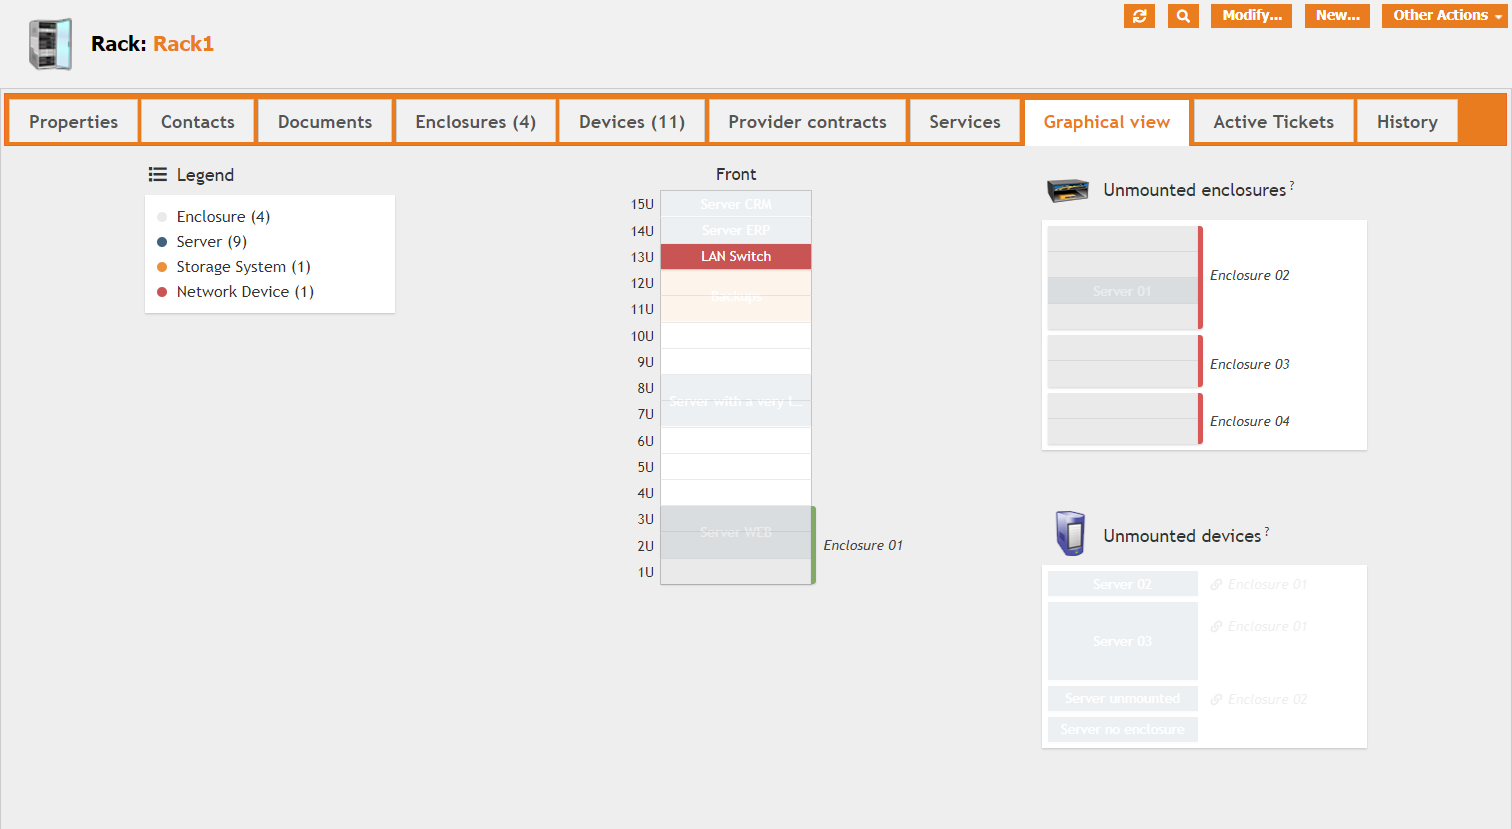 Rack: Rack1
Modify...
New...
Other Actions
Properties
Contacts
Documents
Enclosures (4)
Devices (11)
Provider contracts
Services
Graphical view
Active Tickets
History
Legend
Enclosure (4)
Server (9)
Storage System (1)
Network Device (1)
Front
15U Server CRM
14U Server ERP
13U LAN Switch
12U
Backups
11U
10U
9U
8U
Server with a very l...
7U
6U
5U
4U
3U
Server WEB
2U
Enclosure 01
1U
Unmounted enclosures ?
Enclosure 02
Server 01
Enclosure 03
Enclosure 04
Unmounted devices ?
Server 02 Enclosure 01
Enclosure 01
Server 03
Server unmounted Enclosure 02
Server no enclosure